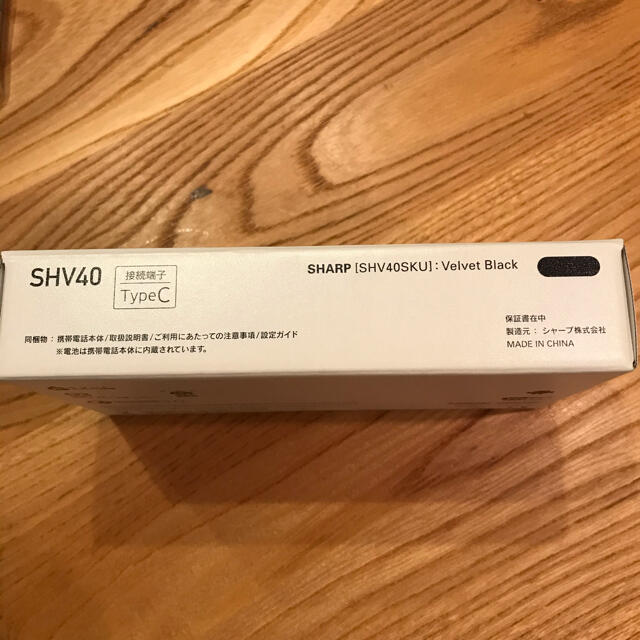 SHV40
接続端子
TypeC
SHARP [SHV40SKU] : Velvet Black
同梱物 : 携帯電話本体/取扱説明書/ご利用にあたっての注意事項/設定ガイド
※電池は携帯電話本体に内蔵されています。
保証書在中
製造元 : シャープ株式会社
MADE IN CHINA